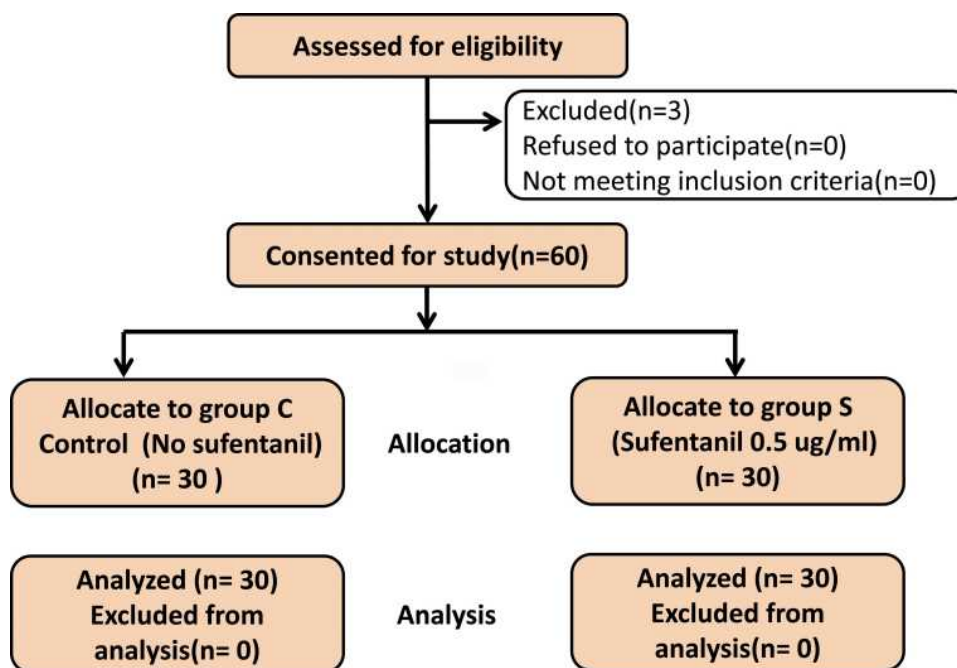 Assessed for eligibility
Excluded(n=3)
Refused to participate(n=0)
Not meeting inclusion criteria(n=0)
Consented for study(n=60)
Allocate to group C
Control (No sufentanil)
(n= 30 )
Allocation
Allocate to group S
(Sufentanil 0.5 ug/ml)
(n= 30)
Analyzed (n= 30)
Excluded from
analysis(n= 0)
Analysis
Analyzed (n= 30)
Excluded from
analysis(n= 0)